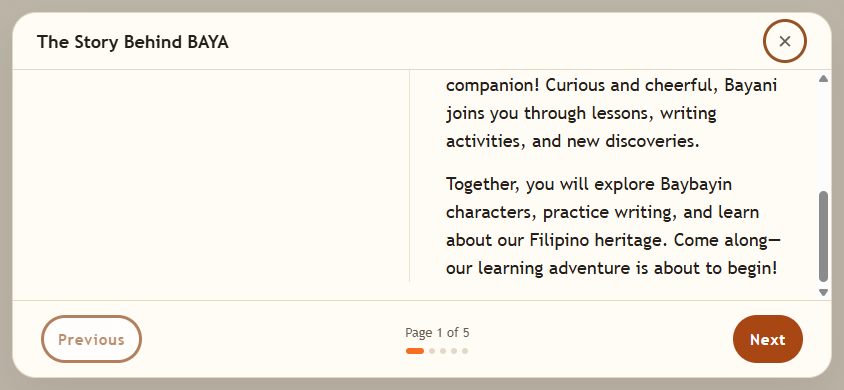 The Story Behind BAYA
companion! Curious and cheerful, Bayani
joins you through lessons, writing
activities, and new discoveries.
Together, you will explore Baybayin
characters, practice writing, and learn
about our Filipino heritage. Come along—
our learning adventure is about to begin!
Previous
Page 1 of 5
Next